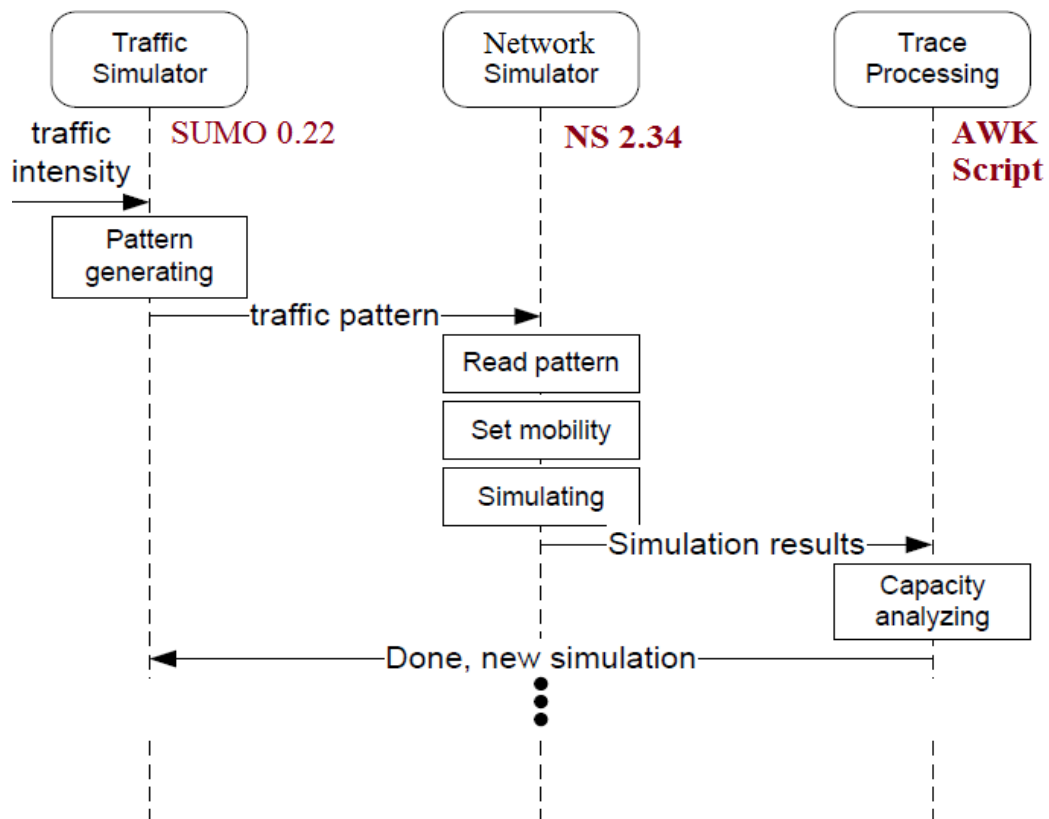 Traffic
Simulator
Network
Simulator
Trace
Processing
traffic
intensity
SUMO 0.22
NS 2.34
AWK
Script
Pattern
generating
traffic pattern
Read pattern
Set mobility
Simulating
Simulation results
Capacity
analyzing
Done, new simulation